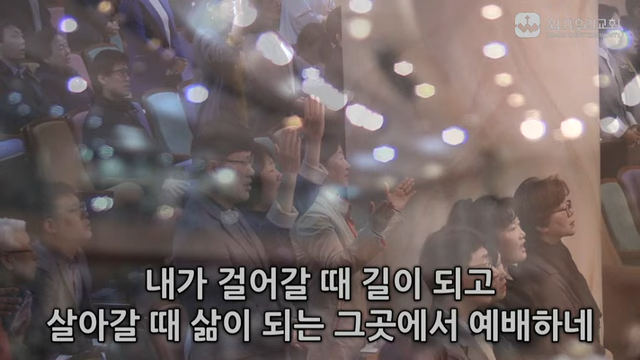 내가 걸어갈 때 길이 되고
살아갈 때 삶이 되는 그곳에서 예배하네